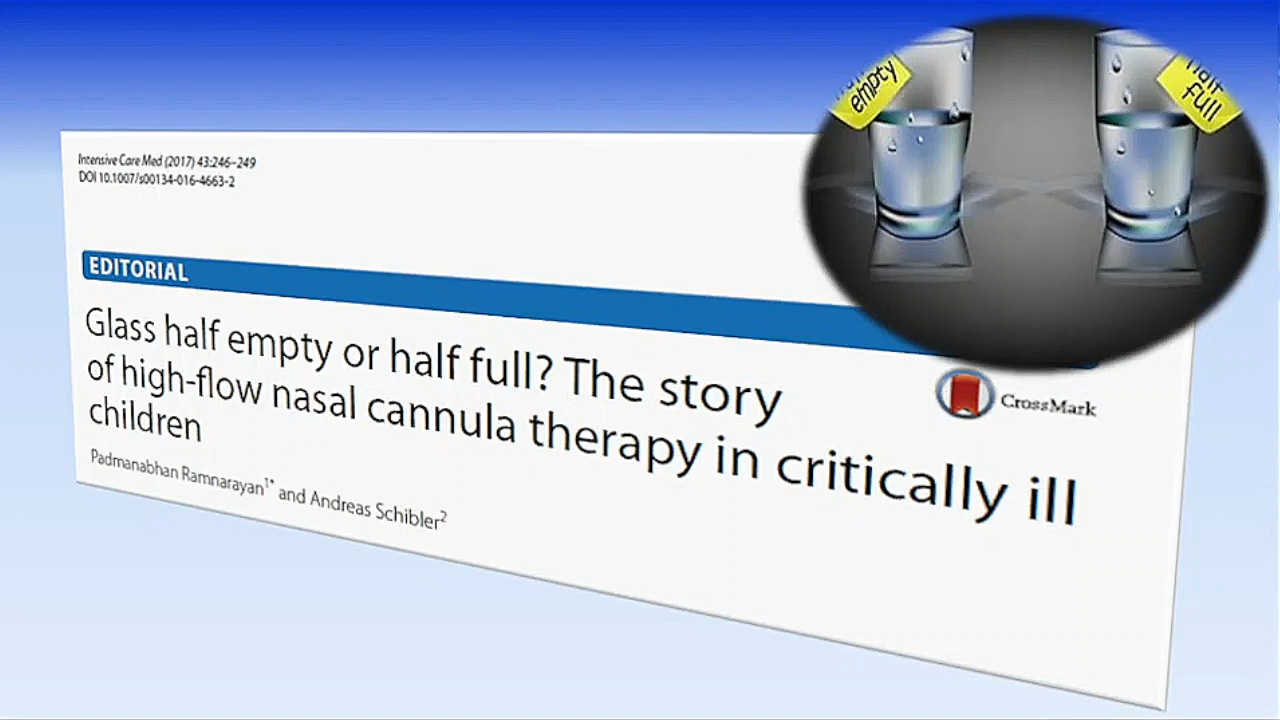 Intensive Care Med (2017) 43:246–249
DOI 10.1007/s00134-016-4663-2
EDITORIAL
Glass half empty or half full? The story
of high-flow nasal cannula therapy in critically ill
children
Padmanabhan Ramnarayan1* and Andreas Schibler2
CrossMark
empty
half
full